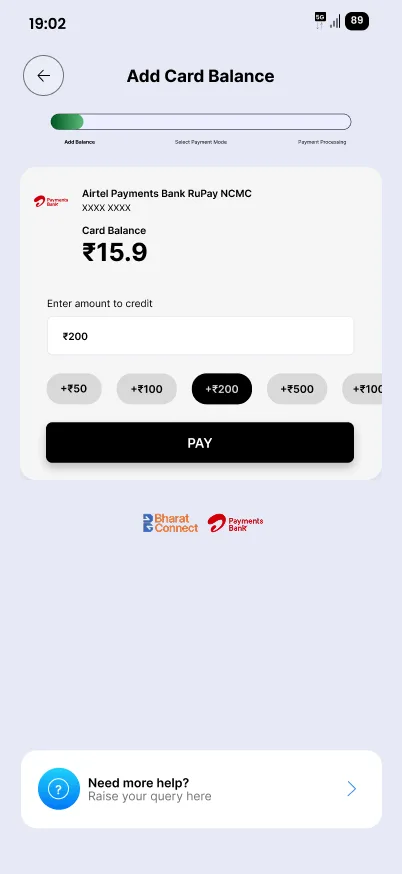 19:02
5G
89
Add Card Balance
Add Balance
Select Payment Mode
Payment Processing
Payments
Bank
Airtel Payments Bank RuPay NCMC
XXXX XXXX
Card Balance
₹15.9
Enter amount to credit
₹200
+₹50
+₹100
+₹200
+₹500
+₹100
PAY
Bharat
Connect
Payments
Bank
Need more help?
Raise your query here